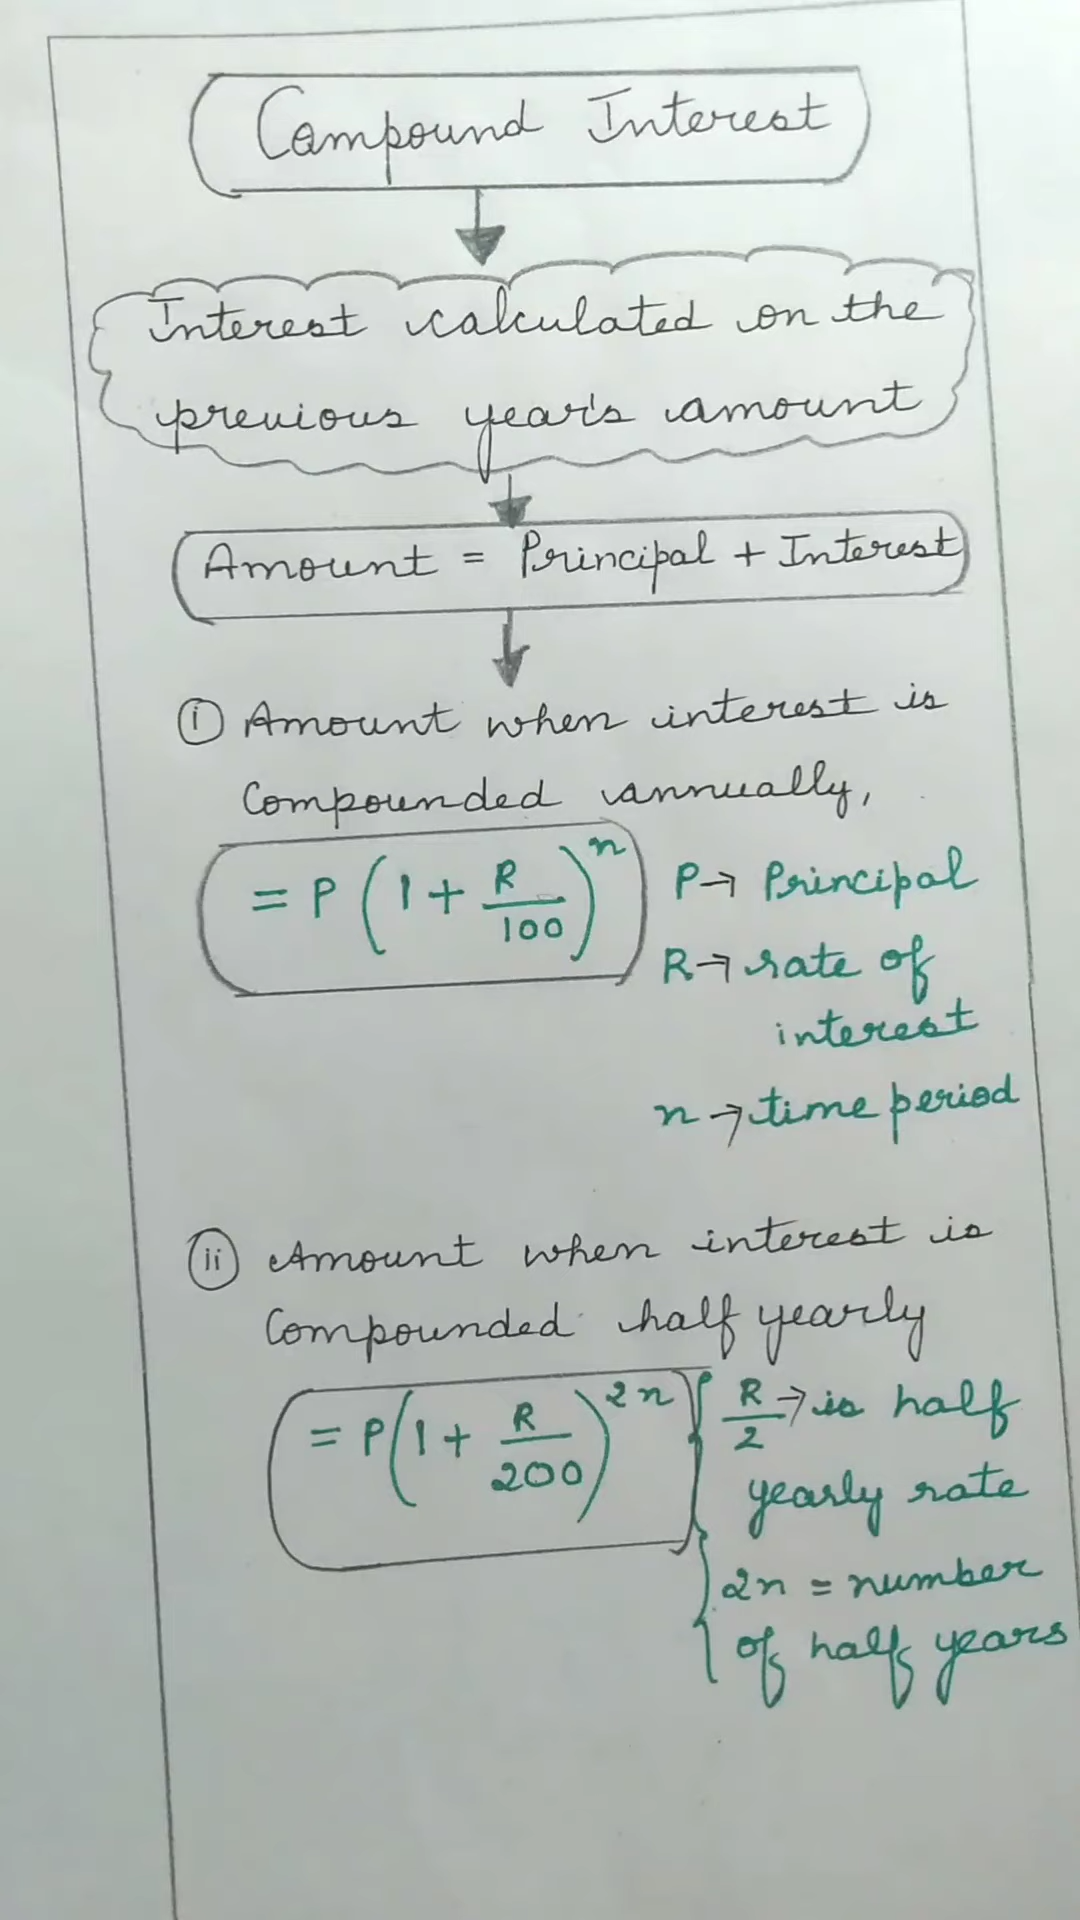 Compound Interest
Interest calculated on the
previous year's amount
Amount = Principal + Interest
(i) Amount when interest is
Compounded annually,
= P (1 + R/100)^n
P → Principal
R → rate of
interest
n → time period
(ii) Amount when interest is
Compounded half yearly
= P(1 + R/200)^2n
R/2 → is half
yearly rate
2n = number
of half years